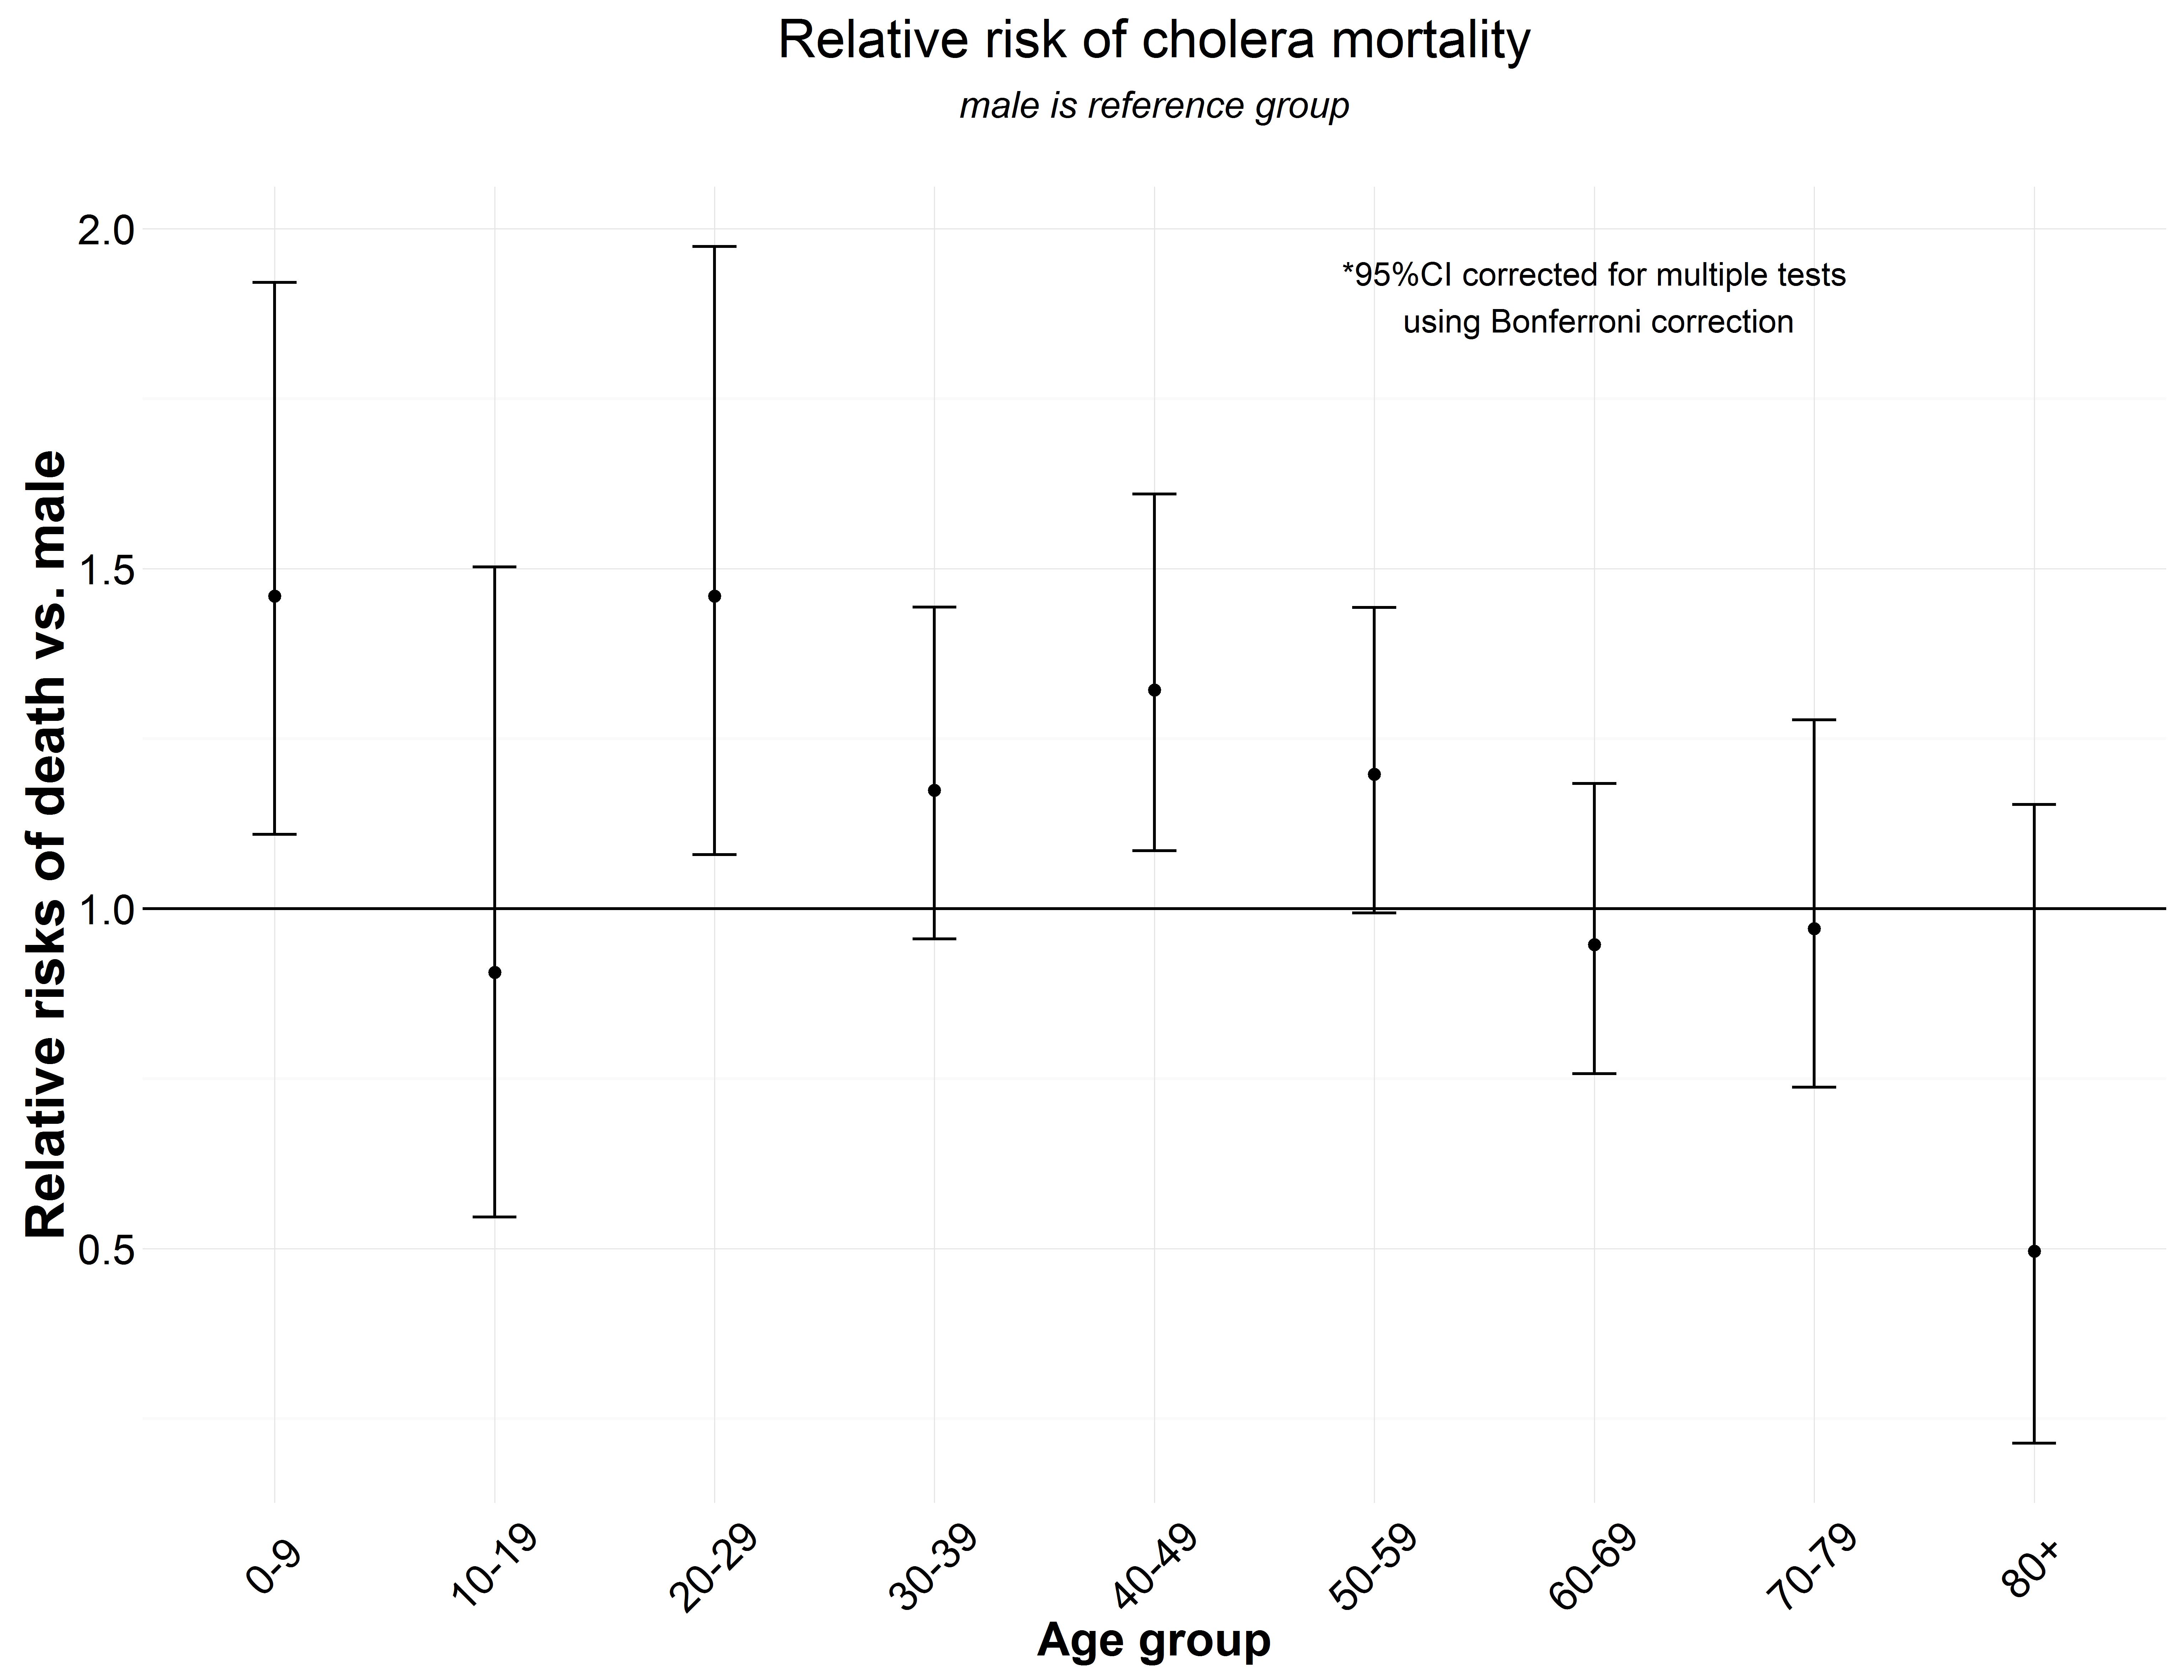 Relative risk of cholera mortality
male is reference group
*95%CI corrected for multiple tests
using Bonferroni correction
Relative risks of death vs. male
2.0
1.5
1.0
0.5
0-9
10-19
20-29
30-39
40-49
50-59
60-69
70-79
80+
Age group